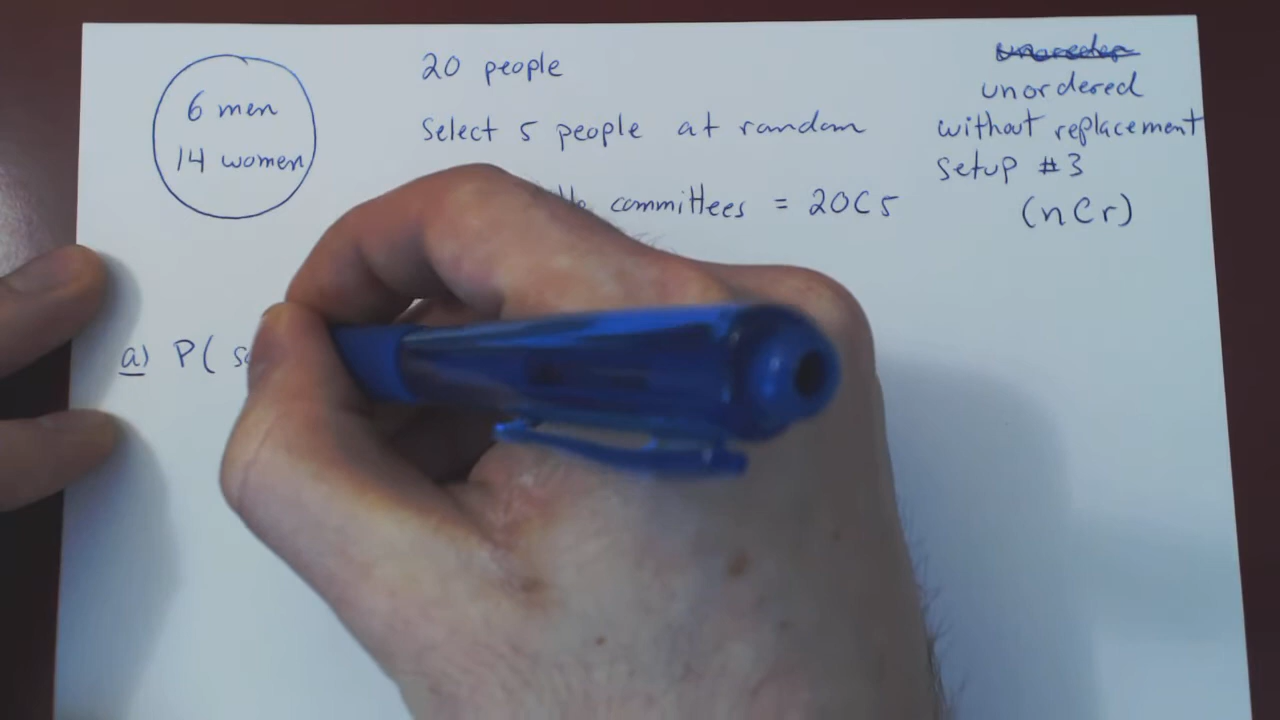 6 men
14 women
20 people
Select 5 people at random
committees = 20C5
unordered
without replacement
setup #3
(nCr)
a) P(